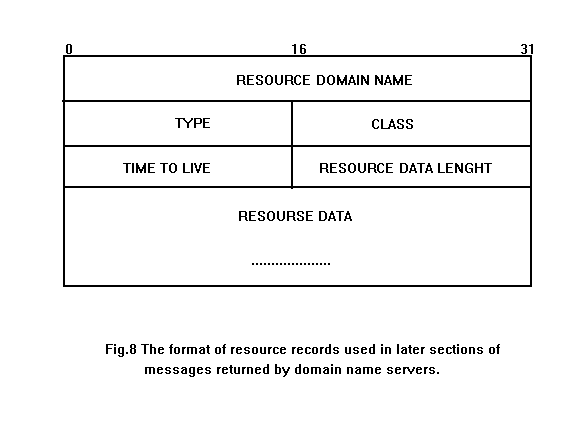 0 16 31
RESOURCE DOMAIN NAME
TYPE CLASS
TIME TO LIVE RESOURCE DATA LENGHT
RESOURSE DATA
....................
Fig.8 The format of resource records used in later sections of
messages returned by domain name servers.